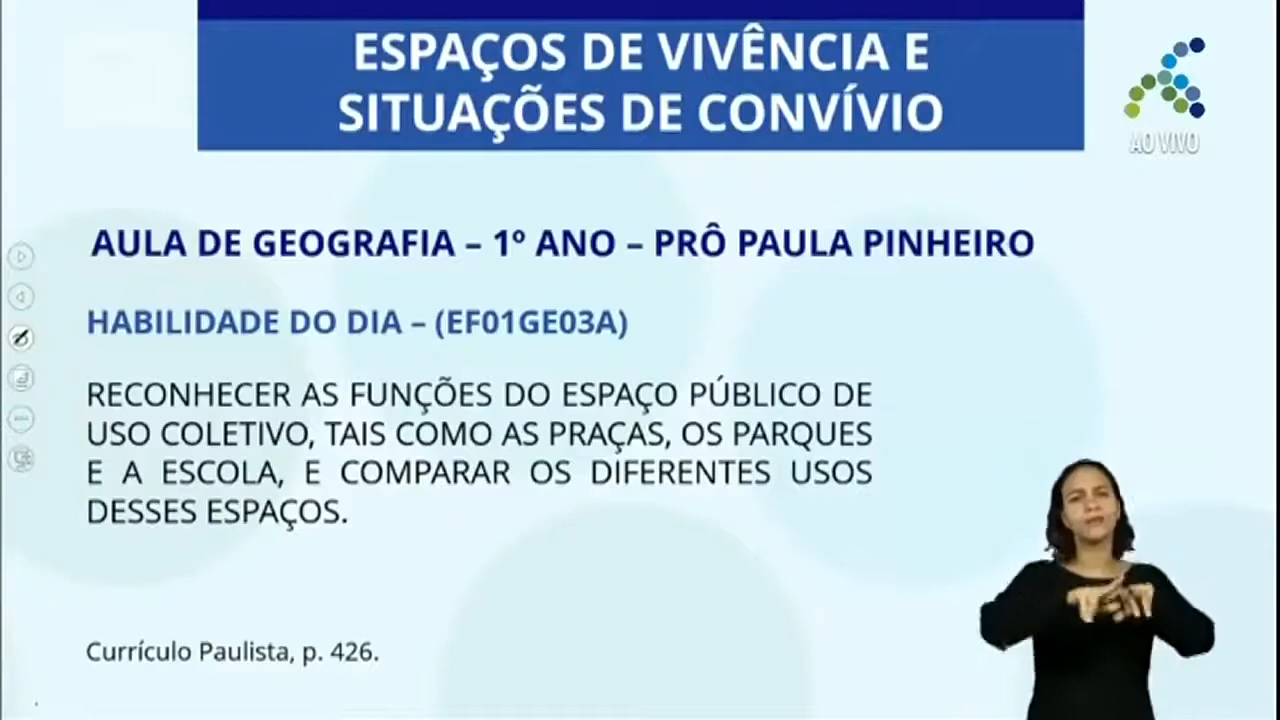 ESPAÇOS DE VIVÊNCIA E
SITUAÇÕES DE CONVÍVIO
AO VIVO
AULA DE GEOGRAFIA – 1º ANO – PRÔ PAULA PINHEIRO
HABILIDADE DO DIA – (EF01GE03A)
RECONHECER AS FUNÇÕES DO ESPAÇO PÚBLICO DE
USO COLETIVO, TAIS COMO AS PRAÇAS, OS PARQUES
E A ESCOLA, E COMPARAR OS DIFERENTES USOS
DESSES ESPAÇOS.
Currículo Paulista, p. 426.